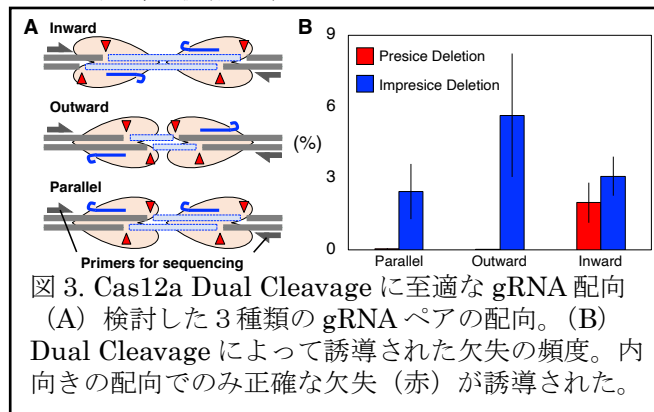 A
Inward
Outward
Parallel
Primers for sequencing
B
(%)
9
6
3
0
Presice Deletion
Impresice Deletion
Parallel
Outward
Inward
図 3. Cas12a Dual Cleavage に至適な gRNA 配向
（A）検討した３種類の gRNA ペアの配向。（B）
Dual Cleavage によって誘導された欠失の頻度。内
向きの配向でのみ正確な欠失（赤）が誘導された。